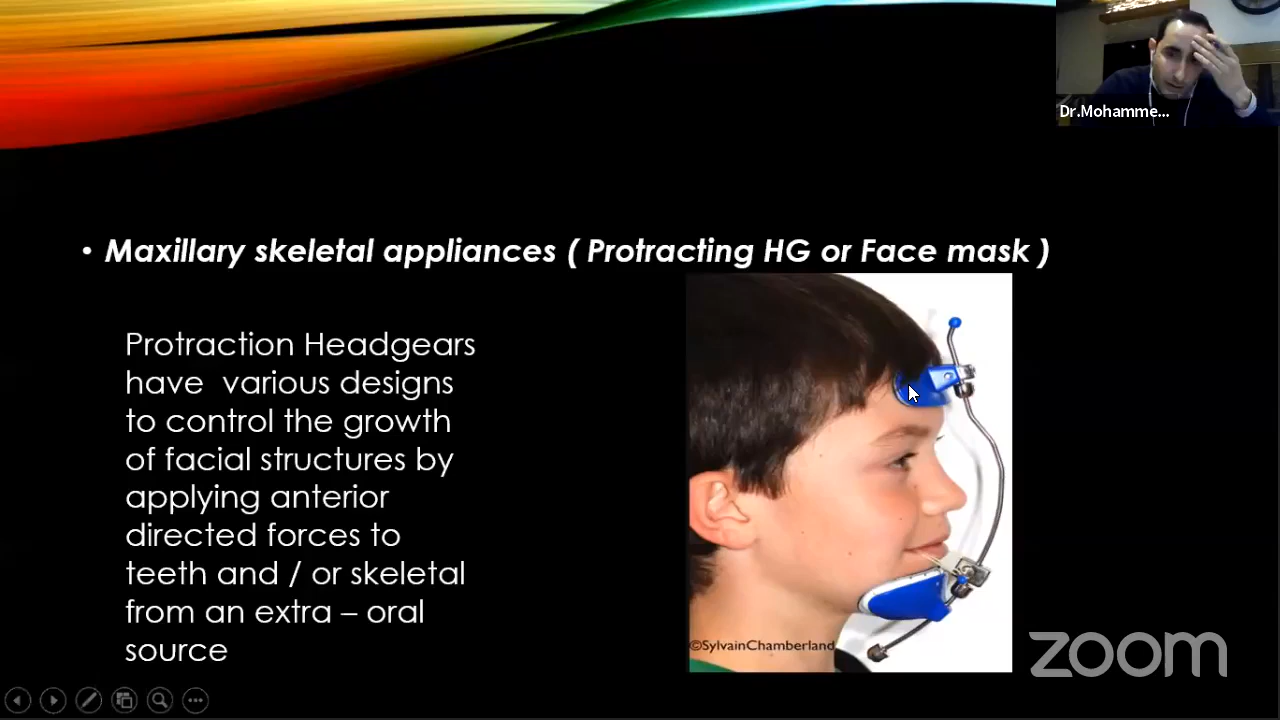 Dr.Mohamme...
• Maxillary skeletal appliances ( Protracting HG or Face mask )
Protraction Headgears
have various designs
to control the growth
of facial structures by
applying anterior
directed forces to
teeth and / or skeletal
from an extra – oral
source
©SylvainChamberland
zoom